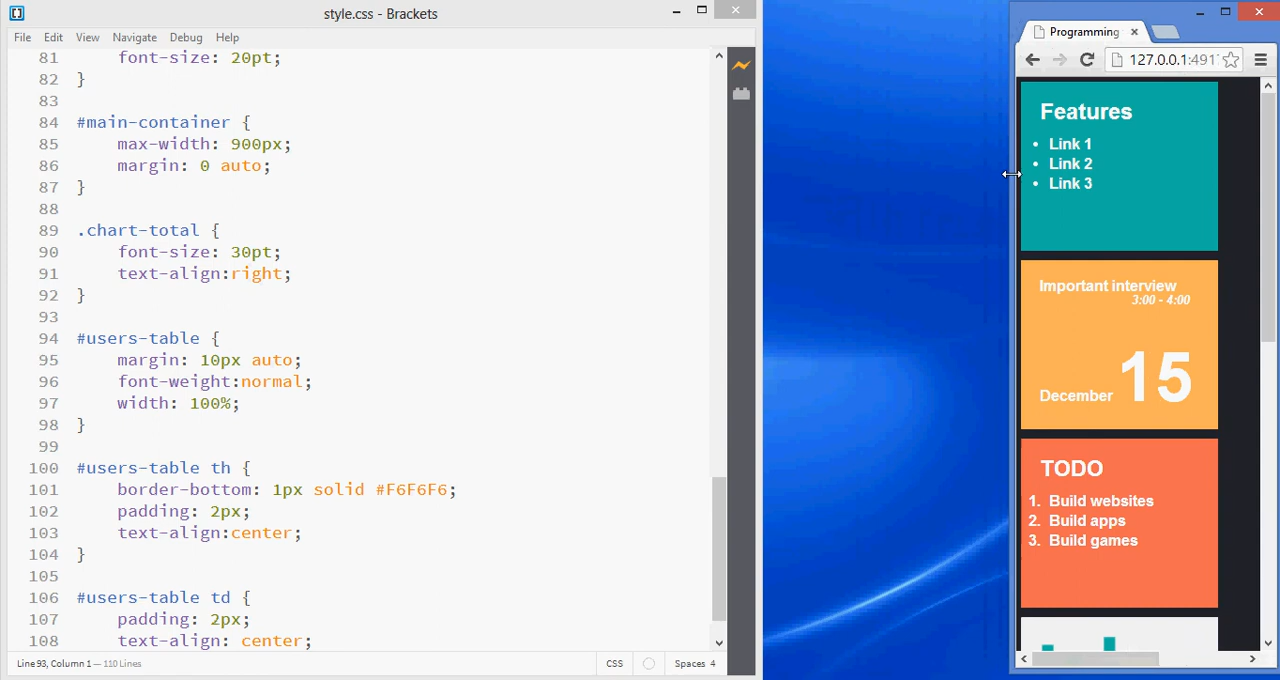 style.css - Brackets
File Edit View Navigate Debug Help
81 font-size: 20pt;
82 }
83
84 #main-container {
85 max-width: 900px;
86 margin: 0 auto;
87 }
88
89 .chart-total {
90 font-size: 30pt;
91 text-align:right;
92 }
93
94 #users-table {
95 margin: 10px auto;
96 font-weight:normal;
97 width: 100%;
98 }
99
100 #users-table th {
101 border-bottom: 1px solid #F6F6F6;
102 padding: 2px;
103 text-align:center;
104 }
105
106 #users-table td {
107 padding: 2px;
108 text-align: center;
Line 93, Column 1 — 110 Lines
CSS
Spaces 4
Programming
127.0.0.1:491
Features
• Link 1
• Link 2
• Link 3
Important interview
3:00 - 4:00
December 15
TODO
1. Build websites
2. Build apps
3. Build games